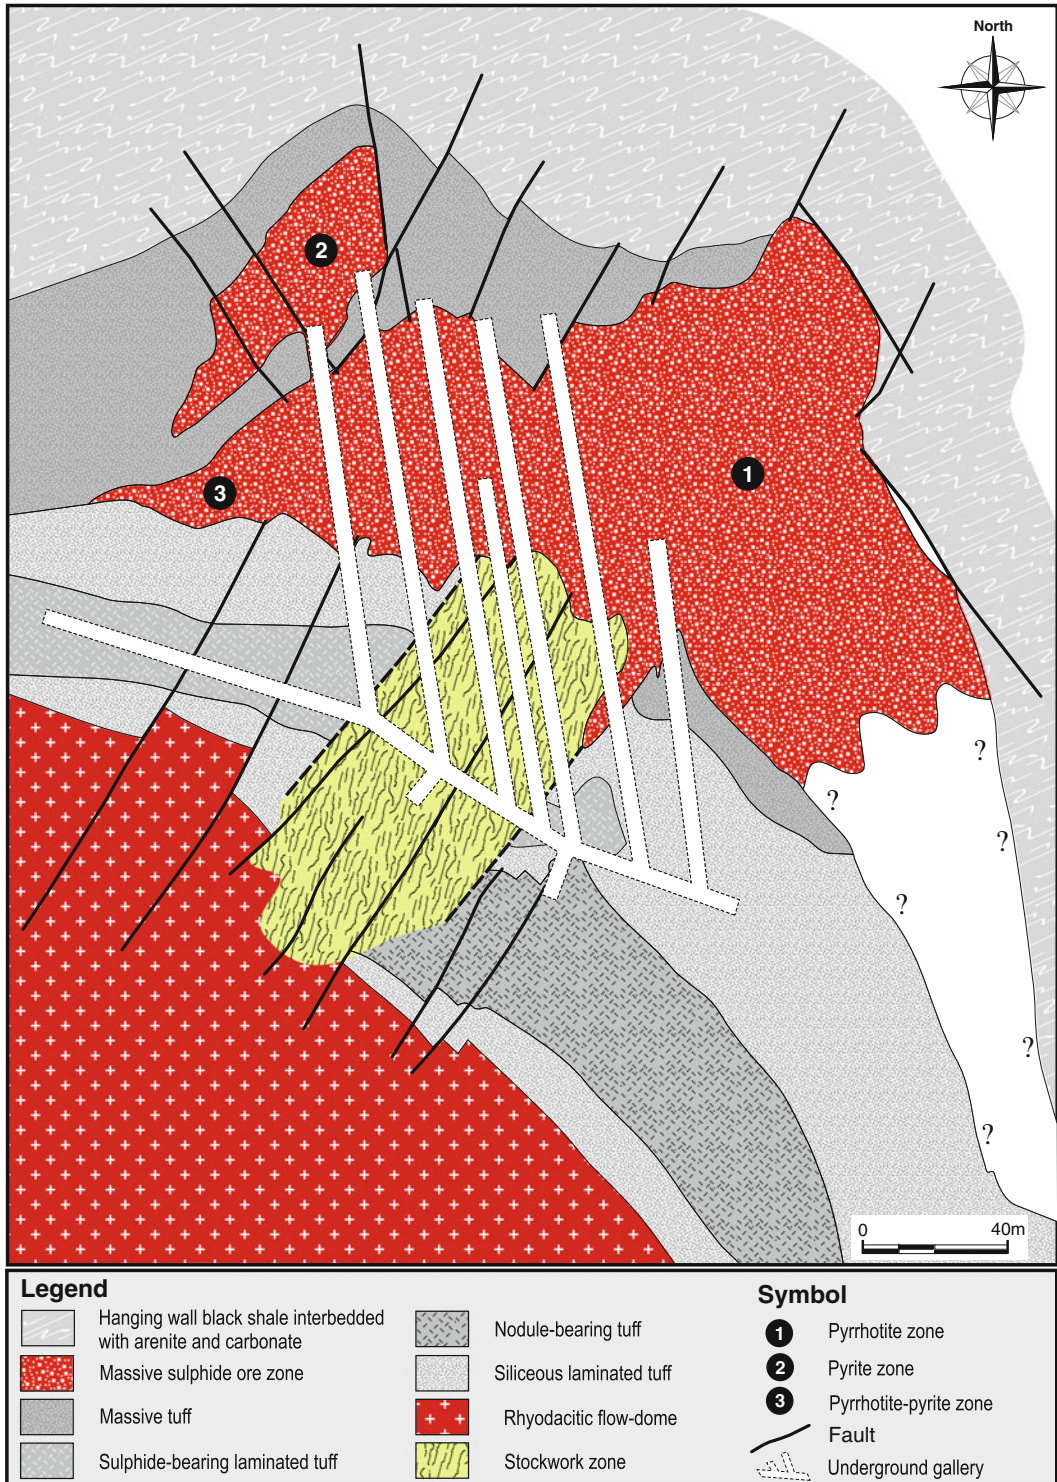 North
2
1
3
?
?
?
?
?
?
0 40m
Legend
Hanging wall black shale interbedded
with arenite and carbonate
Massive sulphide ore zone
Massive tuff
Sulphide-bearing laminated tuff
Nodule-bearing tuff
Siliceous laminated tuff
Rhyodacitic flow-dome
Stockwork zone
Symbol
1 Pyrrhotite zone
2 Pyrite zone
3 Pyrrhotite-pyrite zone
Fault
Underground gallery